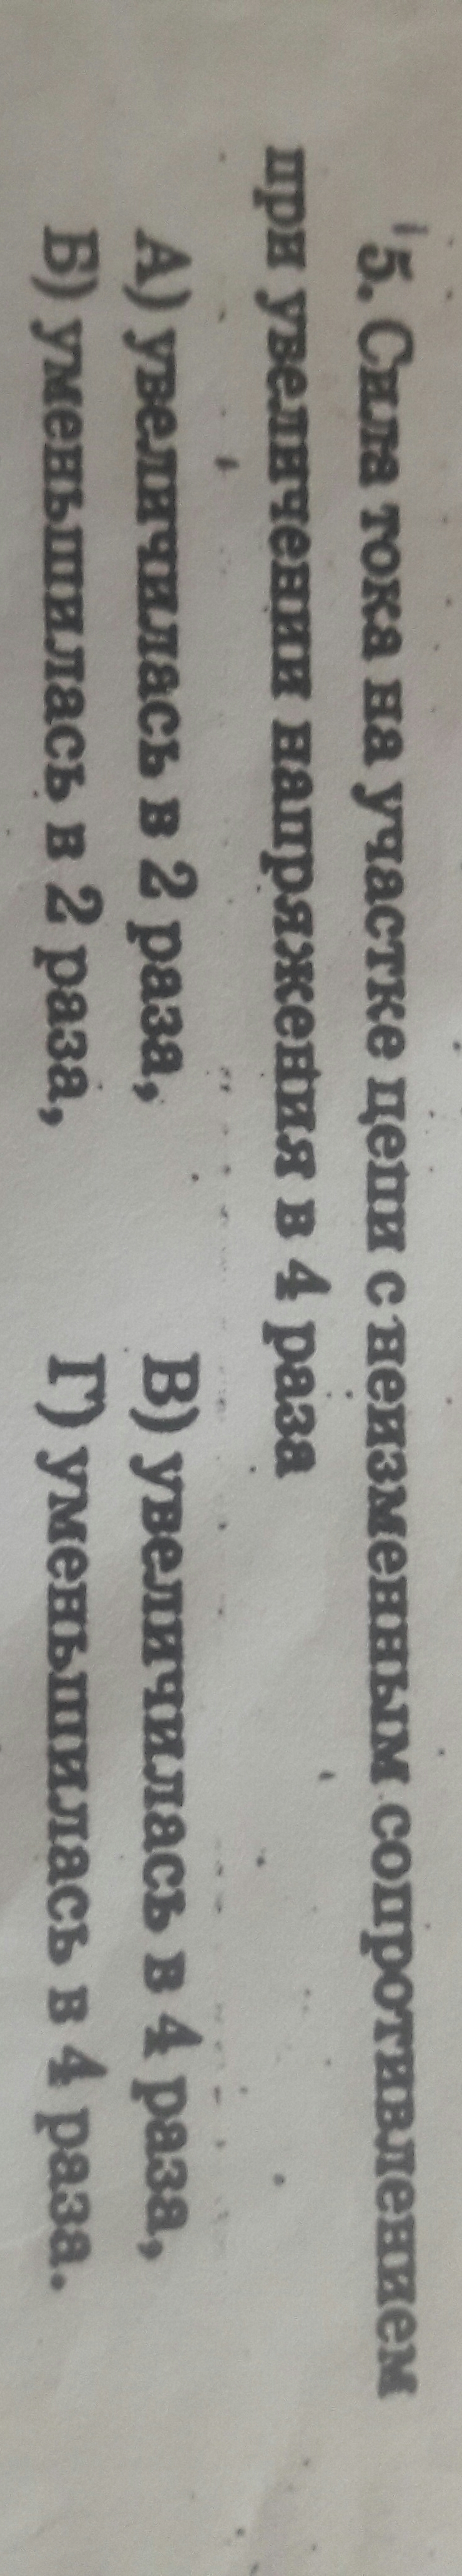 5. Сила тока на участке цепи с неизменным сопротивлением
при увеличении напряжения в 4 раза
А) увеличилась в 2 раза, В) увеличилась в 4 раза,
Б) уменьшилась в 2 раза, Г) уменьшилась в 4 раза.